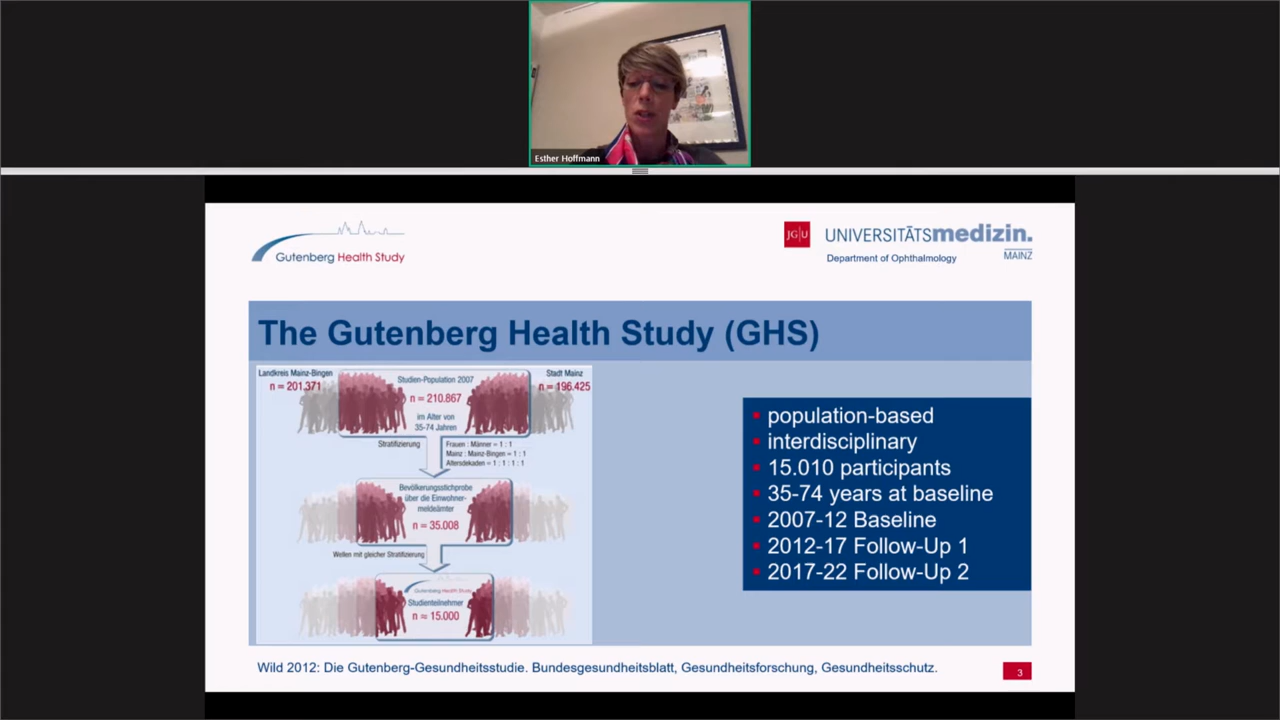 Esther Hoffmann
Gutenberg Health Study
JG|U
UNIVERSITĀTSmedizin.
MAINZ
Department of Ophthalmology
The Gutenberg Health Study (GHS)
Landkreis Mainz-Bingen
n = 201.371
Studien-Population 2007
n = 210.867
im Alter von
35-74 Jahren
Stadt Mainz
n = 196.425
Stratifizierung
Frauen : Männer = 1 : 1
Mainz : Mainz-Bingen = 1 : 1
Altersdekaden = 1 : 1 : 1 : 1
Bevölkerungsstichprobe
über die Einwohner-
meldeämter
n = 35.008
Wellen mit gleicher Stratifizierung
Gutenberg Health Study
Studienteilnehmer
n ≈ 15.000
population-based
interdisciplinary
15.010 participants
35-74 years at baseline
2007-12 Baseline
2012-17 Follow-Up 1
2017-22 Follow-Up 2
Wild 2012: Die Gutenberg-Gesundheitsstudie. Bundesgesundheitsblatt, Gesundheitsforschung, Gesundheitsschutz.
3